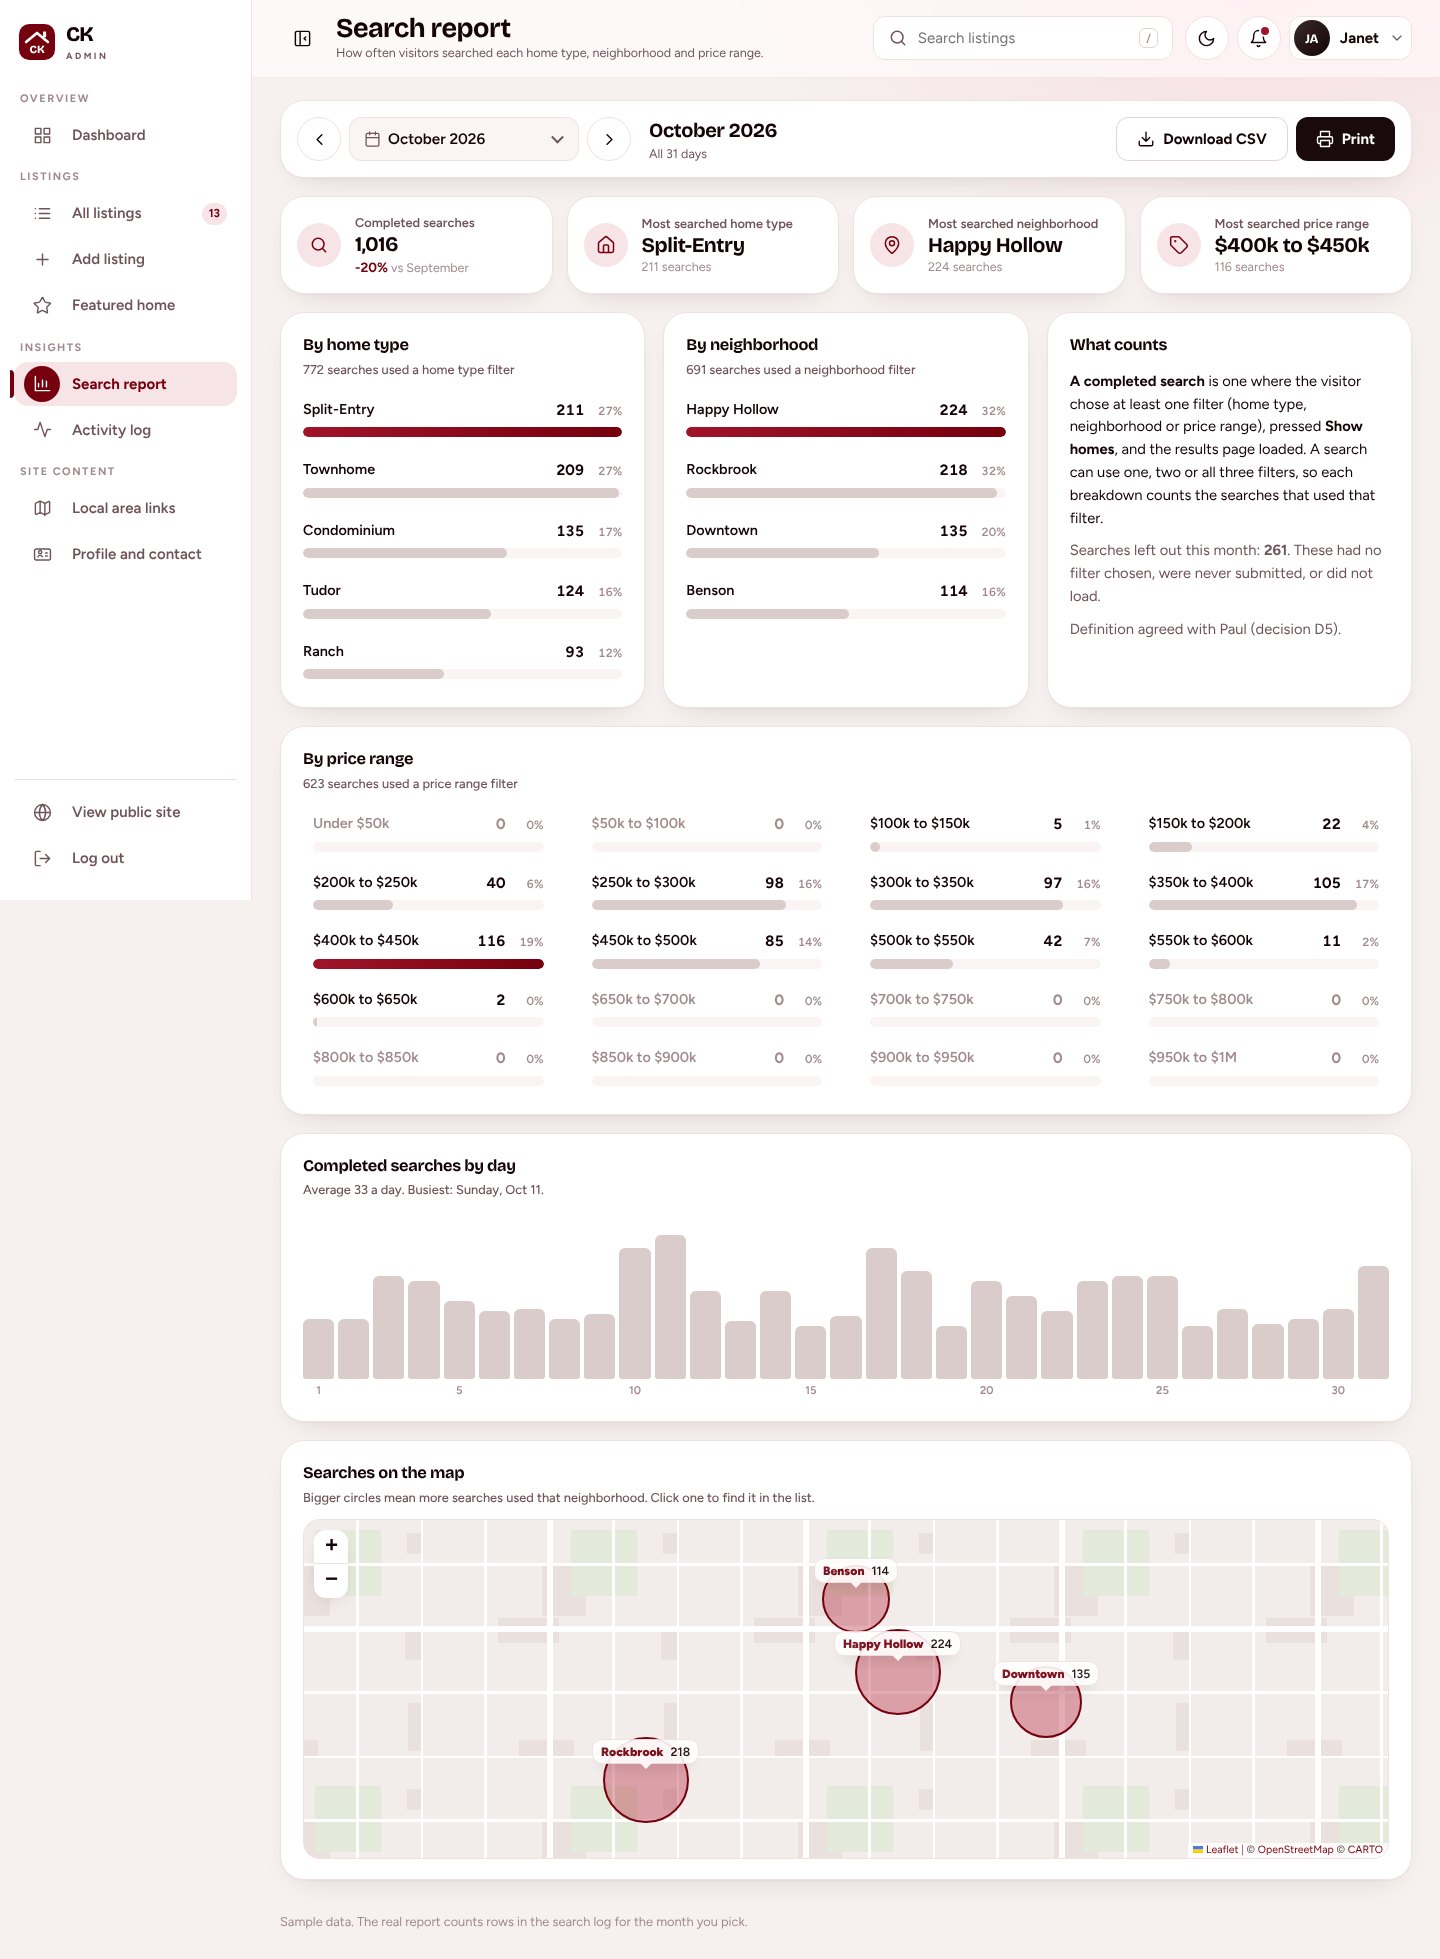 CK
CK
ADMIN
OVERVIEW
Dashboard
LISTINGS
All listings 13
Add listing
Featured home
INSIGHTS
Search report
Activity log
SITE CONTENT
Local area links
Profile and contact
View public site
Log out
Search report
How often visitors searched each home type, neighborhood and price range.
Search listings /
JA Janet
October 2026
October 2026
All 31 days
Download CSV
Print
Completed searches
1,016
-20% vs September
Most searched home type
Split-Entry
211 searches
Most searched neighborhood
Happy Hollow
224 searches
Most searched price range
$400k to $450k
116 searches
By home type
772 searches used a home type filter
Split-Entry 211 27%
Townhome 209 27%
Condominium 135 17%
Tudor 124 16%
Ranch 93 12%
By neighborhood
691 searches used a neighborhood filter
Happy Hollow 224 32%
Rockbrook 218 32%
Downtown 135 20%
Benson 114 16%
What counts
A completed search is one where the visitor
chose at least one filter (home type,
neighborhood or price range), pressed Show
homes, and the results page loaded. A search
can use one, two or all three filters, so each
breakdown counts the searches that used that
filter.
Searches left out this month: 261. These had no
filter chosen, were never submitted, or did not
load.
Definition agreed with Paul (decision D5).
By price range
623 searches used a price range filter
Under $50k 0 0% $50k to $100k 0 0% $100k to $150k 5 1% $150k to $200k 22 4%
$200k to $250k 40 6% $250k to $300k 98 16% $300k to $350k 97 16% $350k to $400k 105 17%
$400k to $450k 116 19% $450k to $500k 85 14% $500k to $550k 42 7% $550k to $600k 11 2%
$600k to $650k 2 0% $650k to $700k 0 0% $700k to $750k 0 0% $750k to $800k 0 0%
$800k to $850k 0 0% $850k to $900k 0 0% $900k to $950k 0 0% $950k to $1M 0 0%
Completed searches by day
Average 33 a day. Busiest: Sunday, Oct 11.
1 5 10 15 20 25 30
Searches on the map
Bigger circles mean more searches used that neighborhood. Click one to find it in the list.
+
−
Benson 114
Happy Hollow 224
Downtown 135
Rockbrook 218
Leaflet | © OpenStreetMap © CARTO
Sample data. The real report counts rows in the search log for the month you pick.